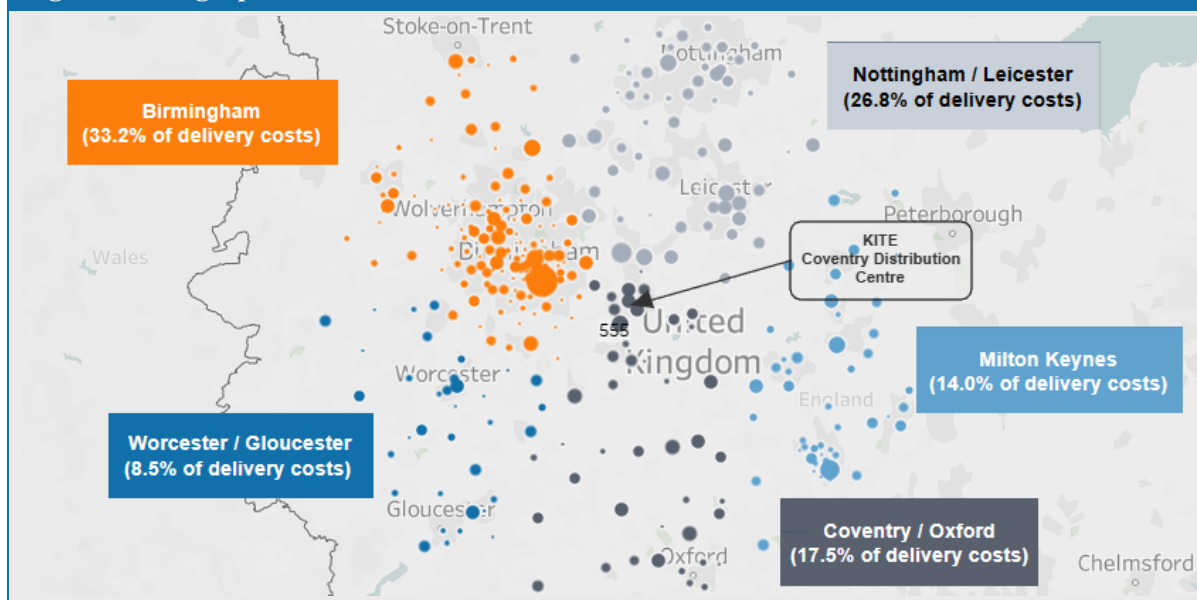 Stoke-on-Trent
Nottingham
Nottingham / Leicester
(26.8% of delivery costs)
Birmingham
(33.2% of delivery costs)
Leicester
Wolverhampton
Peterborough
Birmingham
Wales
KITE
Coventry Distribution
Centre
555
United
Kingdom
Milton Keynes
(14.0% of delivery costs)
Worcester
England
Worcester / Gloucester
(8.5% of delivery costs)
Gloucester
Coventry / Oxford
(17.5% of delivery costs)
Oxford
Chelmsford